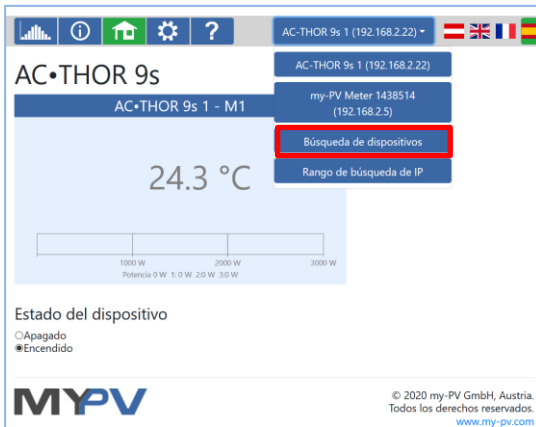 ?
AC-THOR 9s 1 (192.168.2.22)
AC-THOR 9s 1 (192.168.2.22)
my-PV Meter 1438514
(192.168.2.5)
Búsqueda de dispositivos
Rango de búsqueda de IP
AC•THOR 9s
AC•THOR 9s 1 - M1
24.3 °C
1000 W 2000 W 3000 W
Potencia 0 W 1: 0 W 2:0 W 3:0 W
Estado del dispositivo
Apagado
Encendido
MYPV
© 2020 my-PV GmbH, Austria.
Todos los derechos reservados.
www.my-pv.com